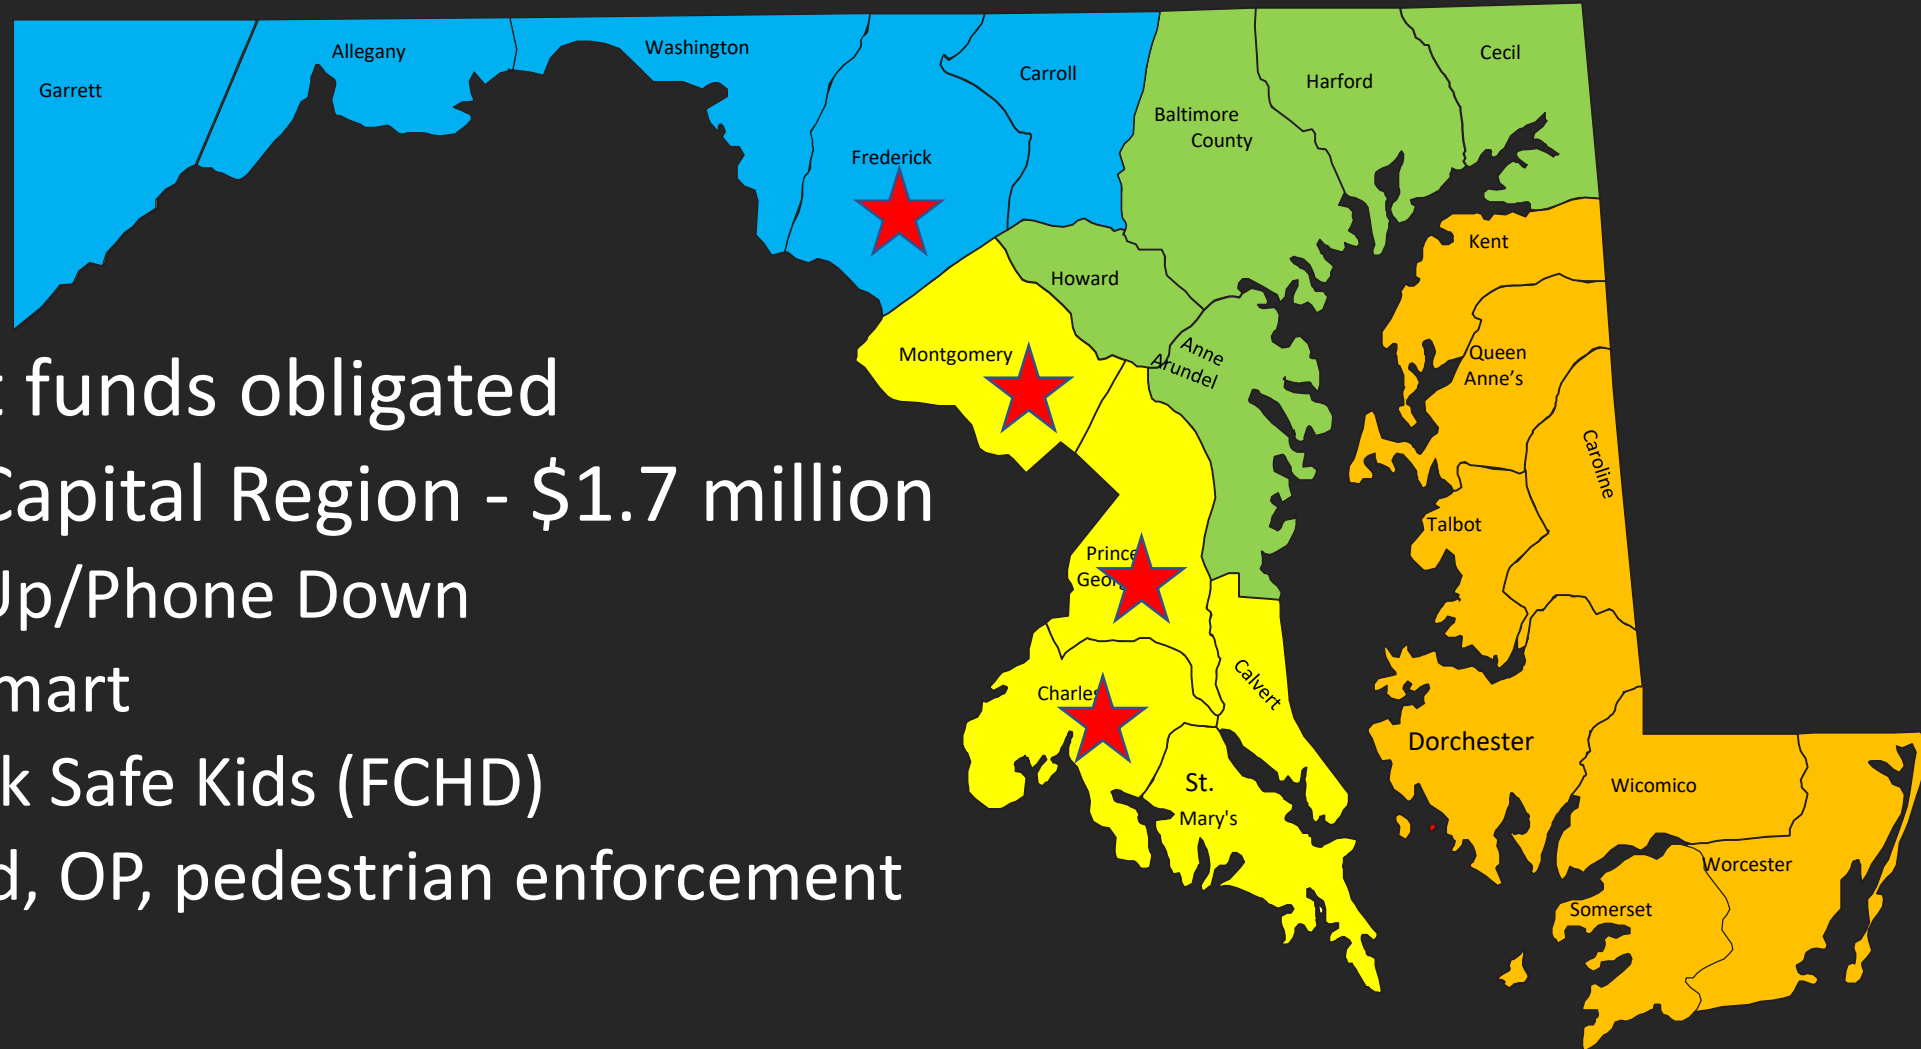 Garrett
Allegany
Washington
Frederick
Carroll
Baltimore
County
Harford
Cecil
Howard
Montgomery
Anne
Arundel
Kent
Queen
Anne's
Caroline
Talbot
Prince
Calvert
Charles
St.
Mary's
Dorchester
Wicomico
Worcester
Somerset
funds obligated
Capital Region - $1.7 million
Up/Phone Down
mart
k Safe Kids (FCHD)
d, OP, pedestrian enforcement